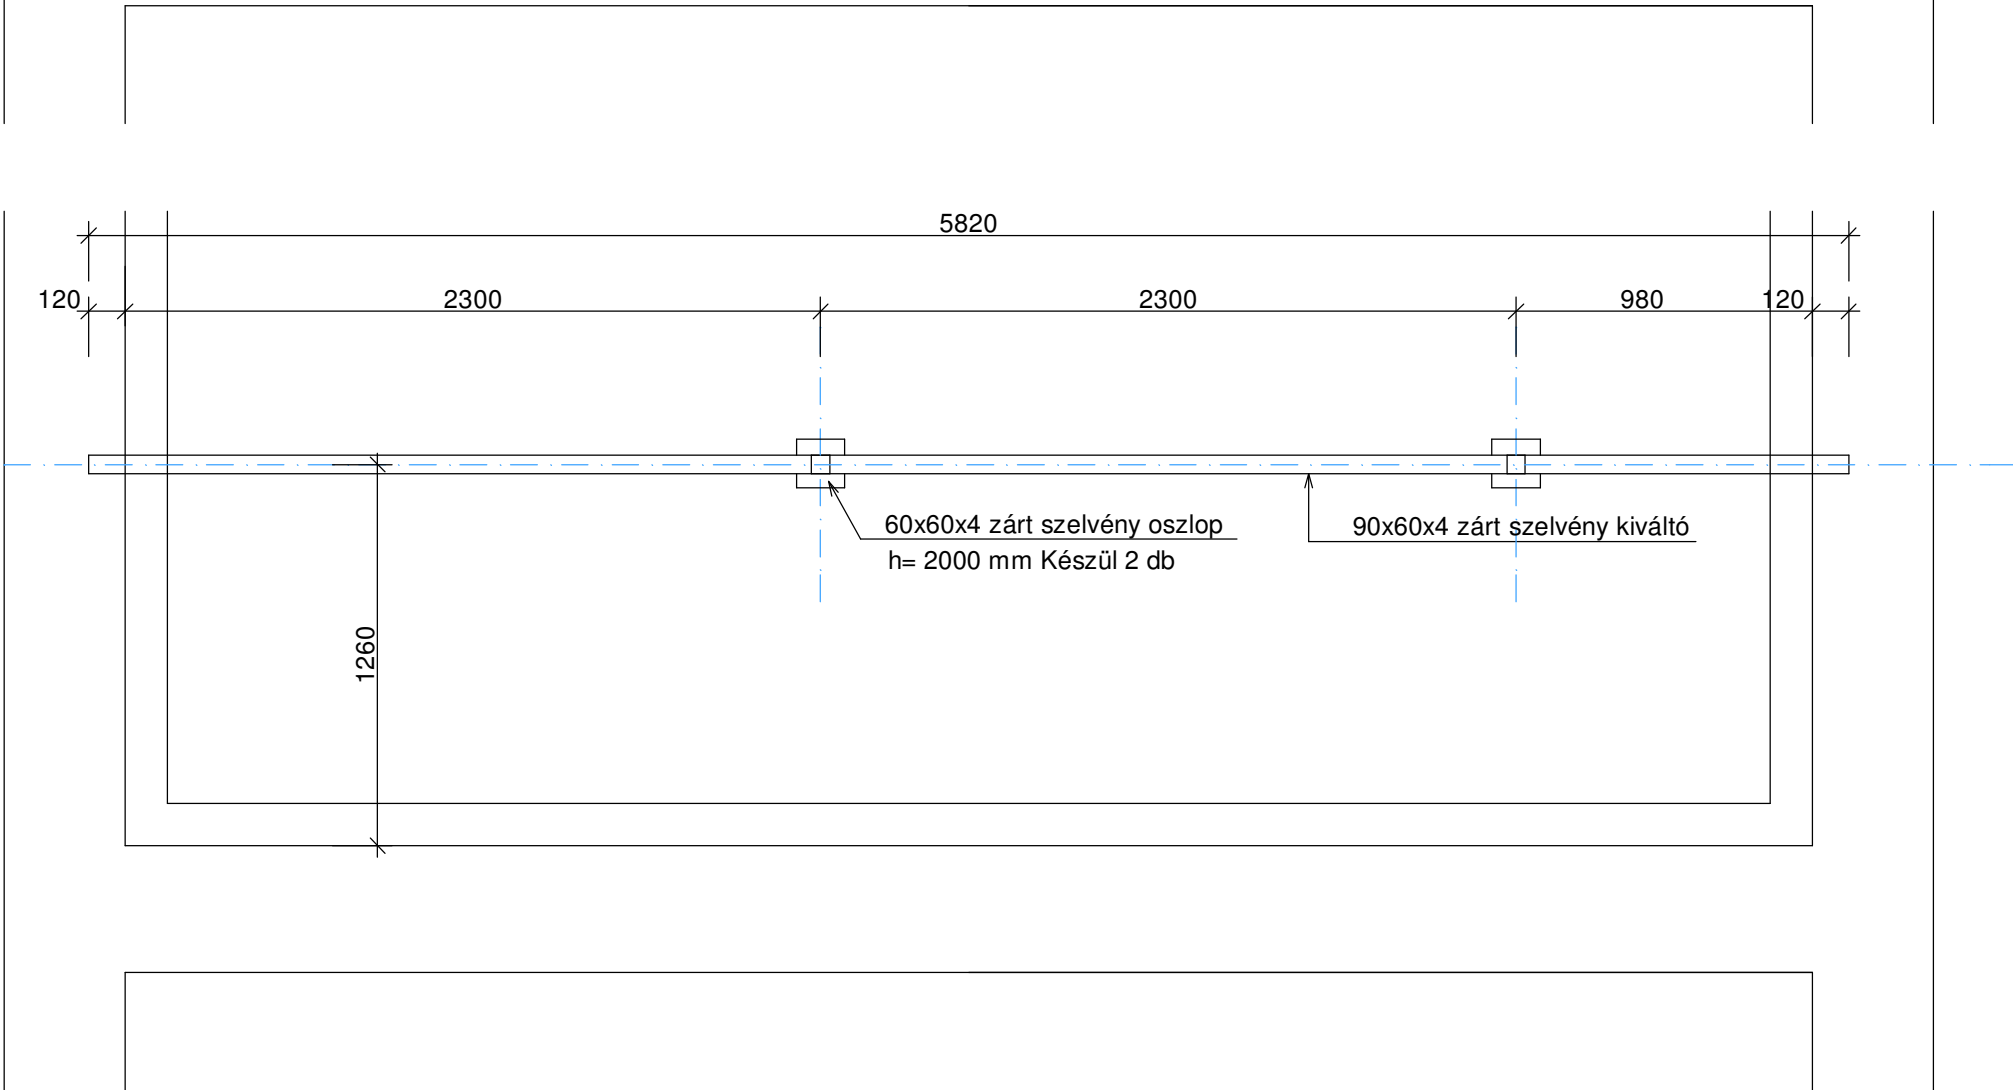 5820
120
2300
2300
980
120
60x60x4 zárt szelvény oszlop
h= 2000 mm Készül 2 db
90x60x4 zárt szelvény kiváltó
1260